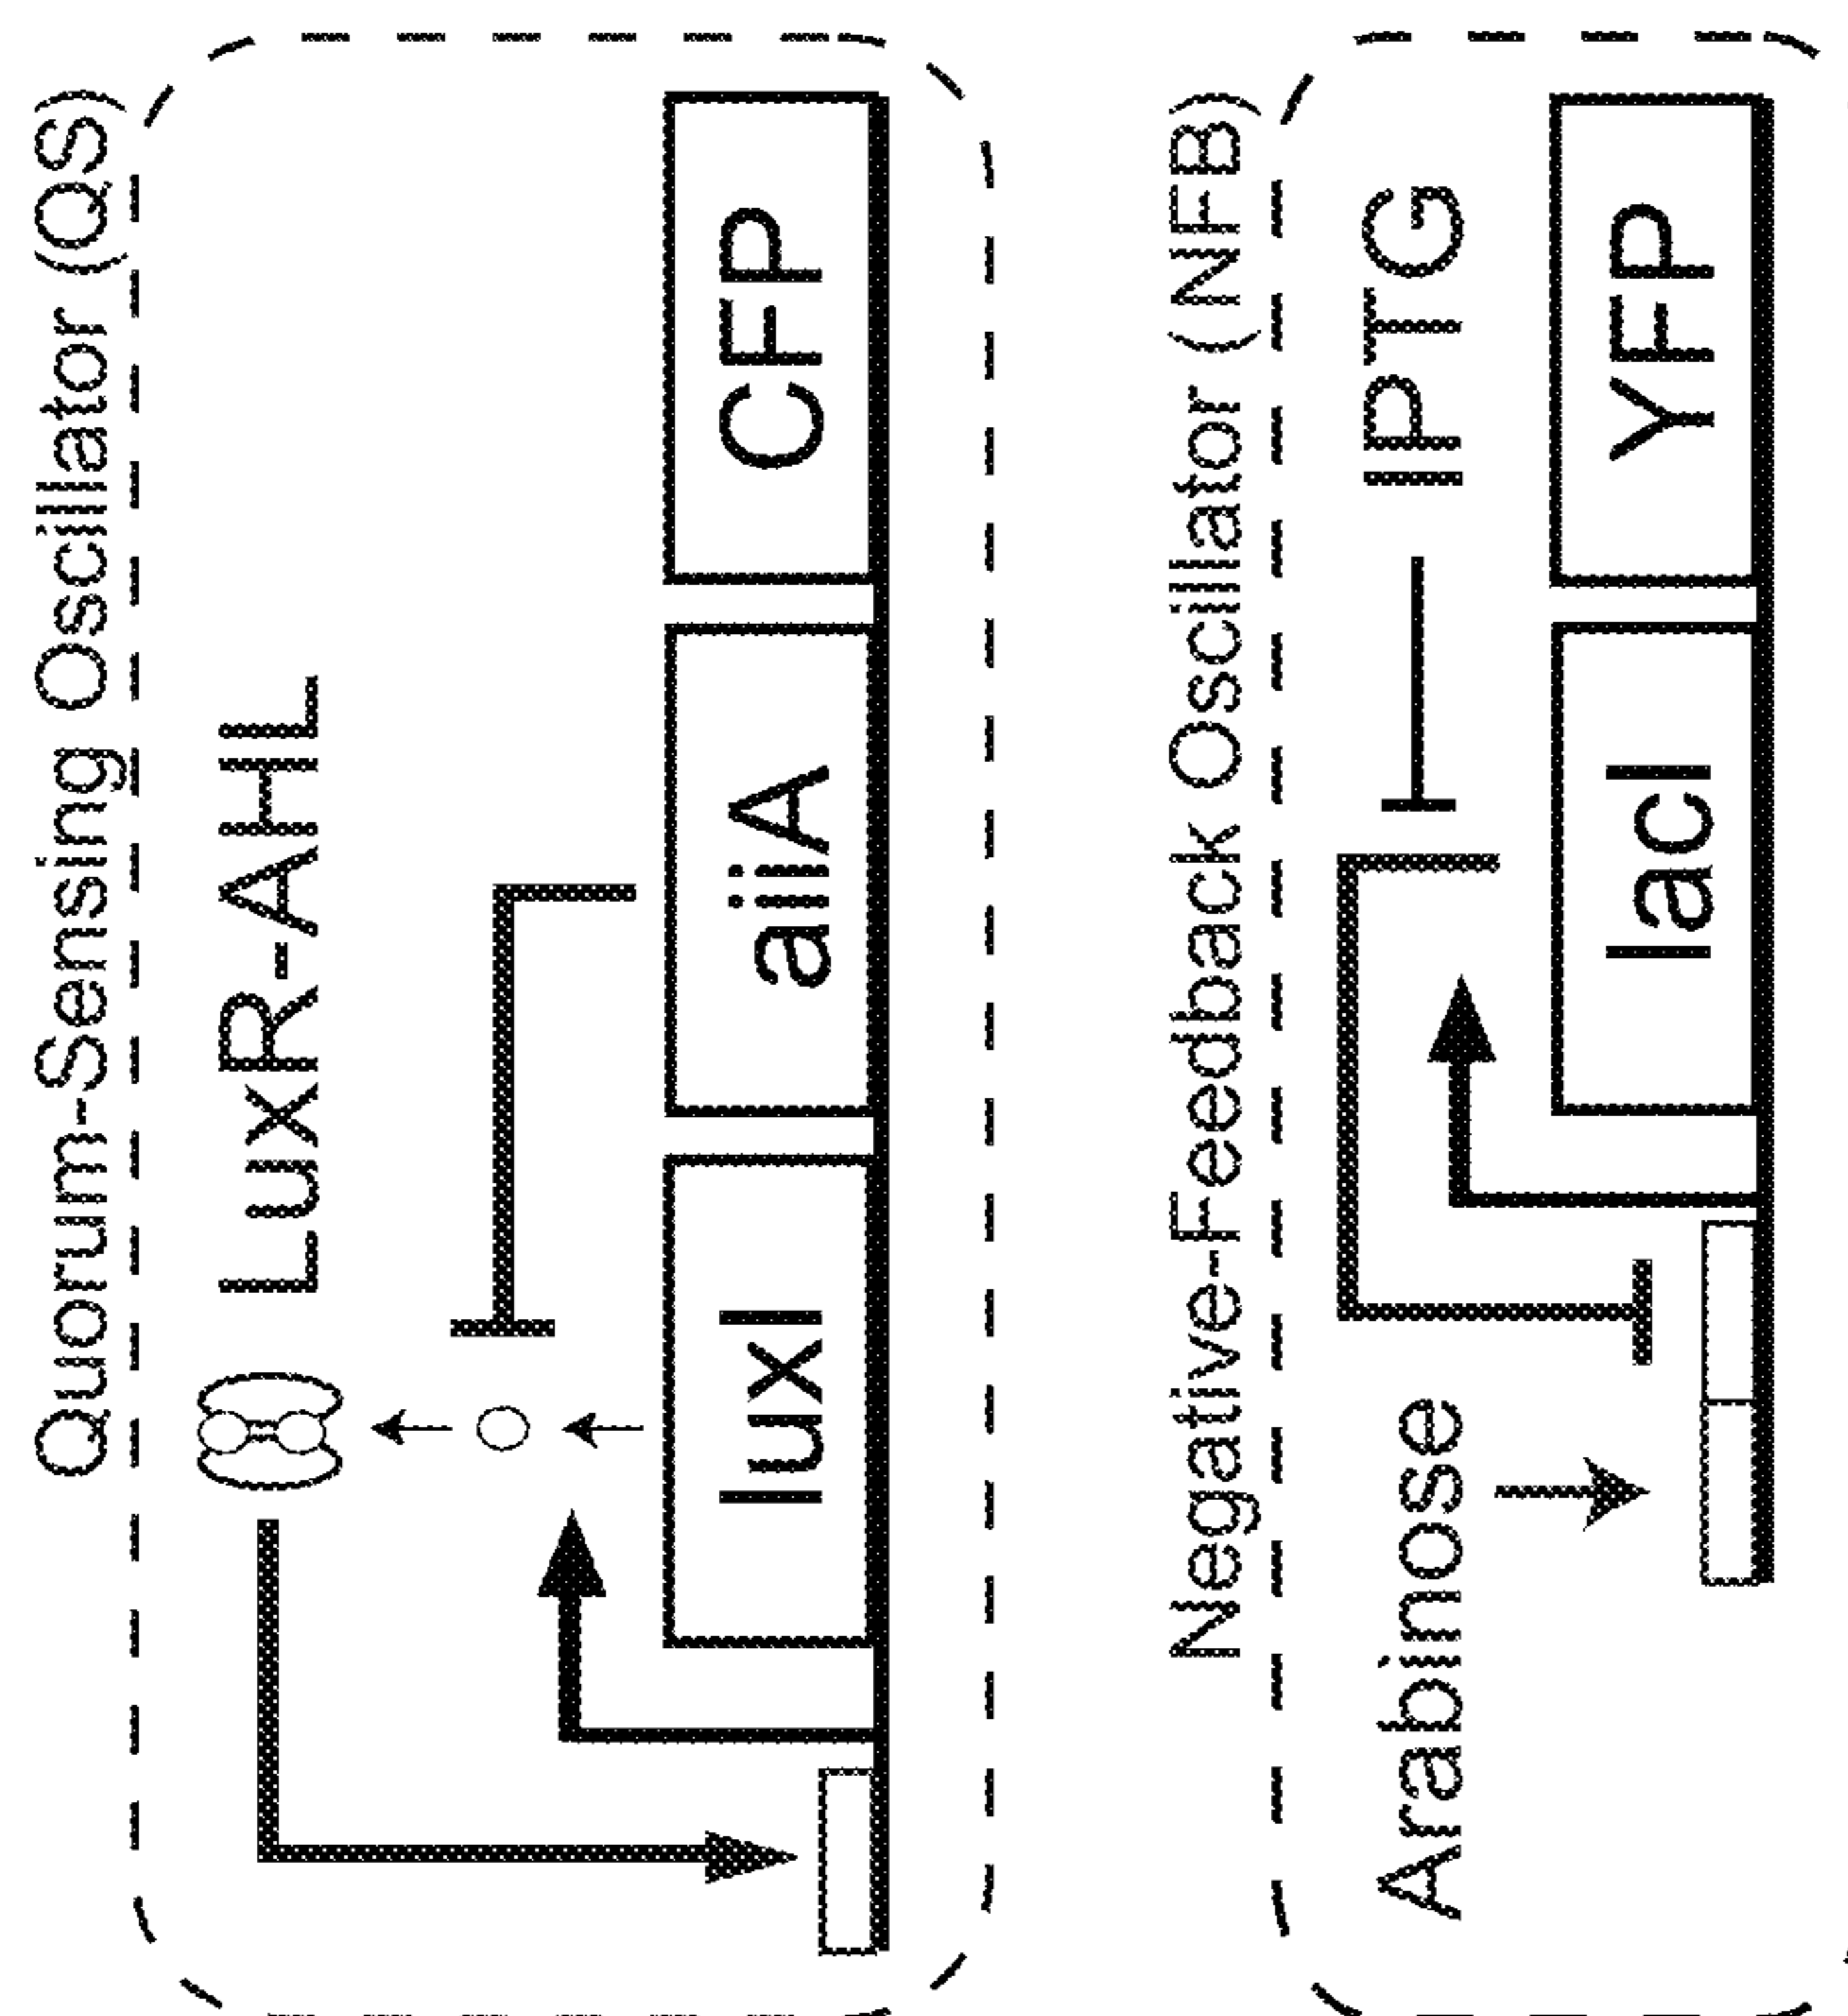 Quorum-Sensing Oscillator (QS)
LuxR-AHL
luxI
aiiA
CFP
Negative-Feedback Oscillator (NFB)
Arabinose
IPTG
lacI
YFP